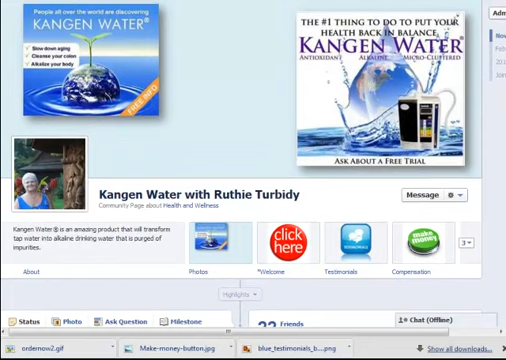 People all over the world are discovering
KANGEN WATER®
Slow down aging
Cleanse your colon
Alkalize your body
FREE INFO
THE #1 THING TO DO TO PUT YOUR
HEALTH BACK IN BALANCE
KANGEN WATER®
ANTIOXIDANT ALKALINE MICRO-CLUSTERED
ASK ABOUT A FREE TRIAL
Kangen Water with Ruthie Turbidy
Community Page about Health and Wellness
Message
Kangen Water® is an amazing product that will transform
tap water into alkaline drinking water that is purged of
impurities.
click
here
TESTIMONIALS
make
money
3
About
Photos
*Welcome
Testimonials
Compensation
Highlights
Status
Photo
Ask Question
Milestone
Friends
Chat (Offline)
ordernow2.gif
Make-money-button.jpg
blue_testimonials_b....png
Show all downloads...